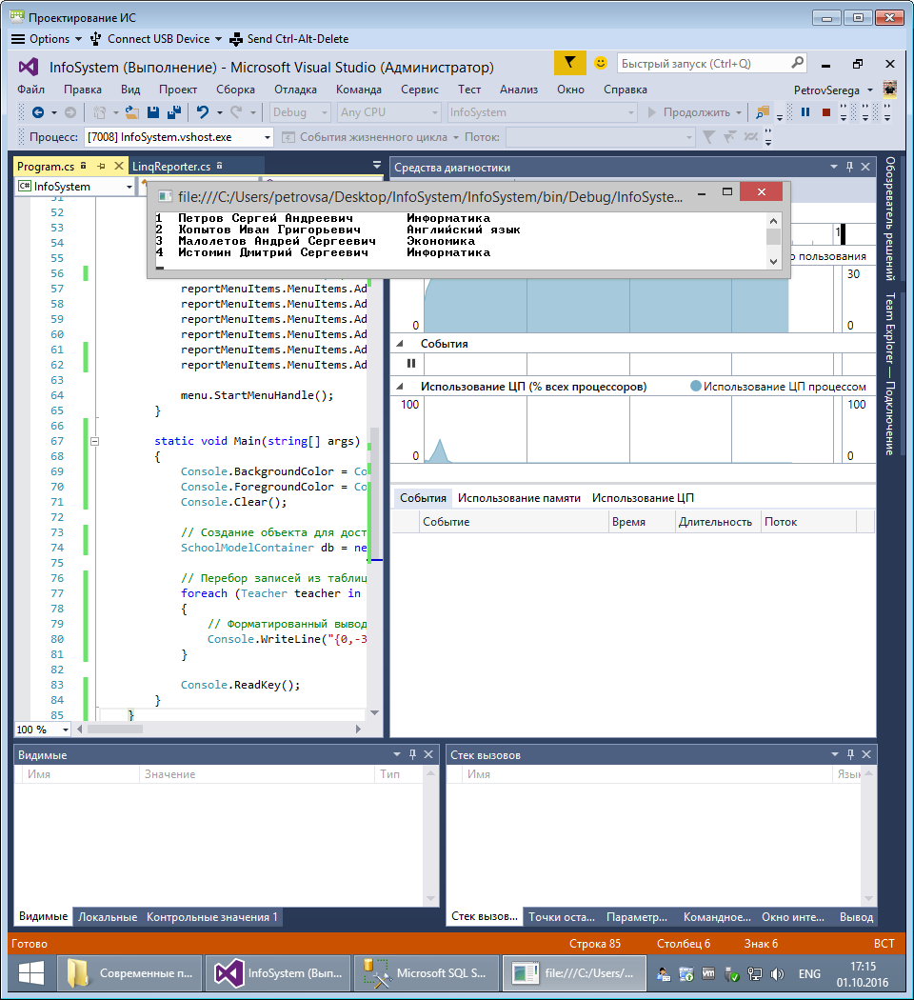 Проектирование ИС
Options Connect USB Device Send Ctrl-Alt-Delete
InfoSystem (Выполнение) - Microsoft Visual Studio (Администратор)
Быстрый запуск (Ctrl+Q)
Файл Правка Вид Проект Сборка Отладка Команда Сервис Тест Анализ Окно Справка
PetrovSerega
Debug Any CPU InfoSystem Продолжить
Процесс: [7008] InfoSystem.vshost.exe События жизненного цикла Поток:
Program.cs LinqReporter.cs
C# InfoSystem
Средства диагностики
file:///C:/Users/petrovsa/Desktop/InfoSystem/InfoSystem/bin/Debug/InfoSyste...
1 Петров Сергей Андреевич Информатика
2 Копытов Иван Григорьевич Английский язык
3 Малолетов Андрей Сергеевич Экономика
4 Истомин Дмитрий Сергеевич Информатика
51
52
53
54
55
56
57 reportMenuItems.MenuItems.Ad
58 reportMenuItems.MenuItems.Ad
59 reportMenuItems.MenuItems.Ad
60 reportMenuItems.MenuItems.Ad
61 reportMenuItems.MenuItems.Ad
62 reportMenuItems.MenuItems.Ad
63
64 menu.StartMenuHandle();
65 }
66
67 static void Main(string[] args)
68 {
69 Console.BackgroundColor = Co
70 Console.ForegroundColor = Co
71 Console.Clear();
72
73 // Создание объекта для дост
74 SchoolModelContainer db = ne
75
76 // Перебор записей из таблиц
77 foreach (Teacher teacher in
78 {
79 // Форматированный вывод
80 Console.WriteLine("{0,-3
81 }
82
83 Console.ReadKey();
84 }
85 }
100 %
1
о пользования
30
0 0
События
Использование ЦП (% всех процессоров) Использование ЦП процессом
100 100
0 0
События Использование памяти Использование ЦП
Событие Время Длительность Поток
Обозреватель решений
Team Explorer — Подключение
Видимые
Имя Значение Тип
Видимые Локальные Контрольные значения 1
Стек вызовов
Имя Язык
Стек вызов... Точки оста... Параметр... Командное... Окно инте... Вывод
Готово Строка 85 Столбец 6 Знак 6 ВСТ
Современные п... InfoSystem (Вып... Microsoft SQL S... file:///C:/Users/...
ENG
17:15
01.10.2016